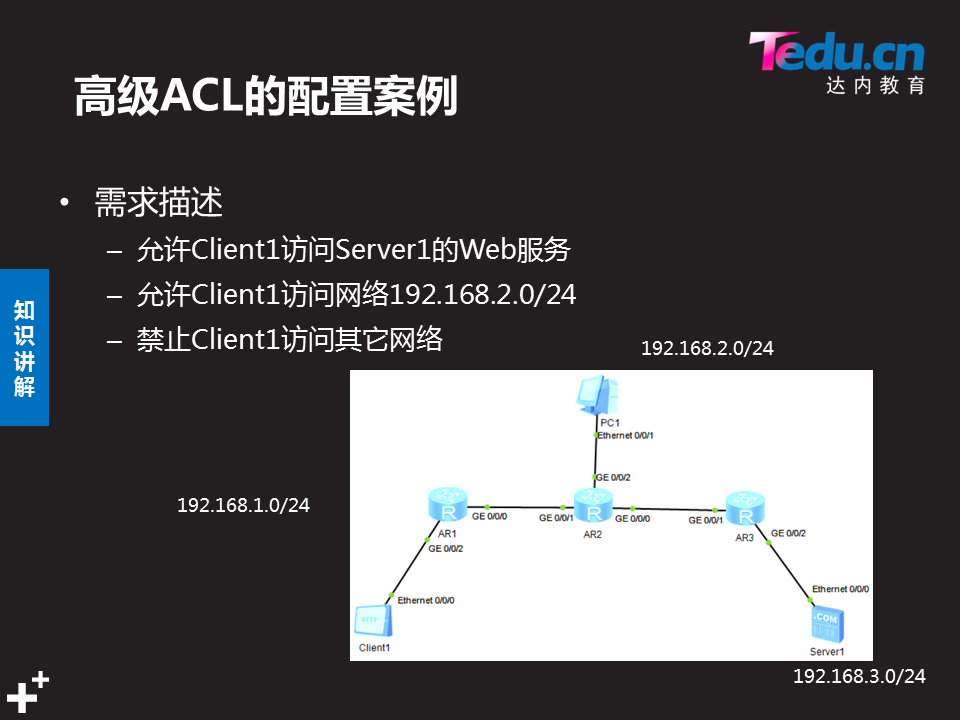 Tedu.cn
达内教育
高级ACL的配置案例
• 需求描述
– 允许Client1访问Server1的Web服务
– 允许Client1访问网络192.168.2.0/24
– 禁止Client1访问其它网络
知识讲解
192.168.2.0/24
PC1
Ethernet 0/0/1
GE 0/0/2
192.168.1.0/24
R
R
R
GE 0/0/0
GE 0/0/1
GE 0/0/0
GE 0/0/1
AR1
AR2
AR3
GE 0/0/2
GE 0/0/2
Ethernet 0/0/0
Ethernet 0/0/0
HTTP
.COM
Client1
Server1
192.168.3.0/24